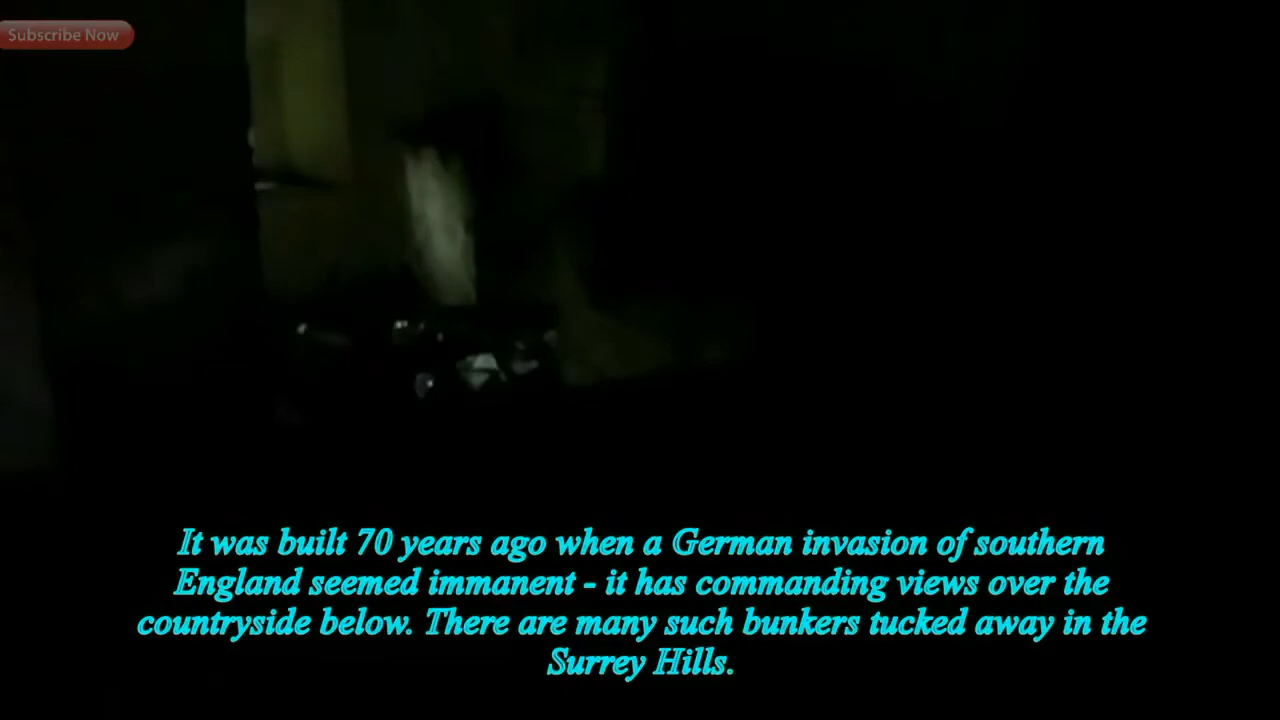 Subscribe Now
It was built 70 years ago when a German invasion of southern
England seemed immanent - it has commanding views over the
countryside below. There are many such bunkers tucked away in the
Surrey Hills.